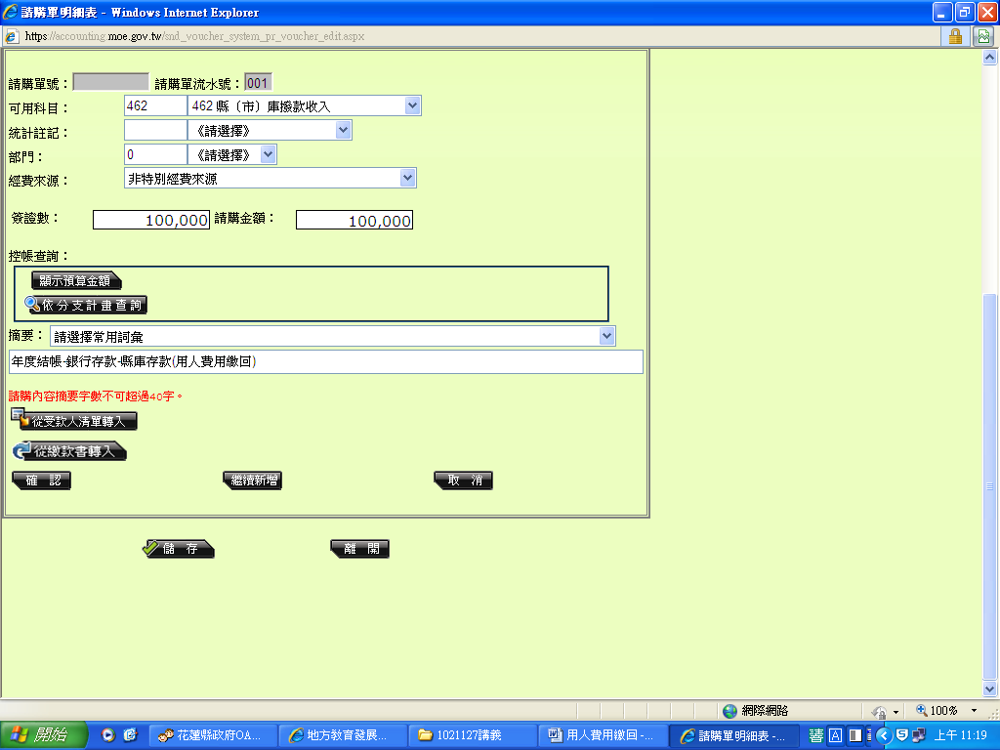 請購單明細表 - Windows Internet Explorer
https://accounting.moe.gov.tw/snd_voucher_system_pr_voucher_edit.aspx
請購單號： 請購單流水號：001
可用科目： 462 462 縣〔市〕庫撥款收入
統計註記： 《請選擇》
部門： 0 《請選擇》
經費來源： 非特別經費來源
簽證數： 100,000 請購金額： 100,000
控帳查詢：
顯示預算金額
依分支計畫查詢
摘要： 請選擇常用詞彙
年度結帳-銀行存款-縣庫存款(用人費用繳回)
請購內容摘要字數不可超過40字。
從受款人清單轉入
從繳款書轉入
確 認 繼續新增 取 消
儲 存 離 開
網際網路 100%
開始 花蓮縣政府OA... 地方教育發展... 1021127講義 用人費用繳回 -... 請購單明細表 -... 上午 11:19